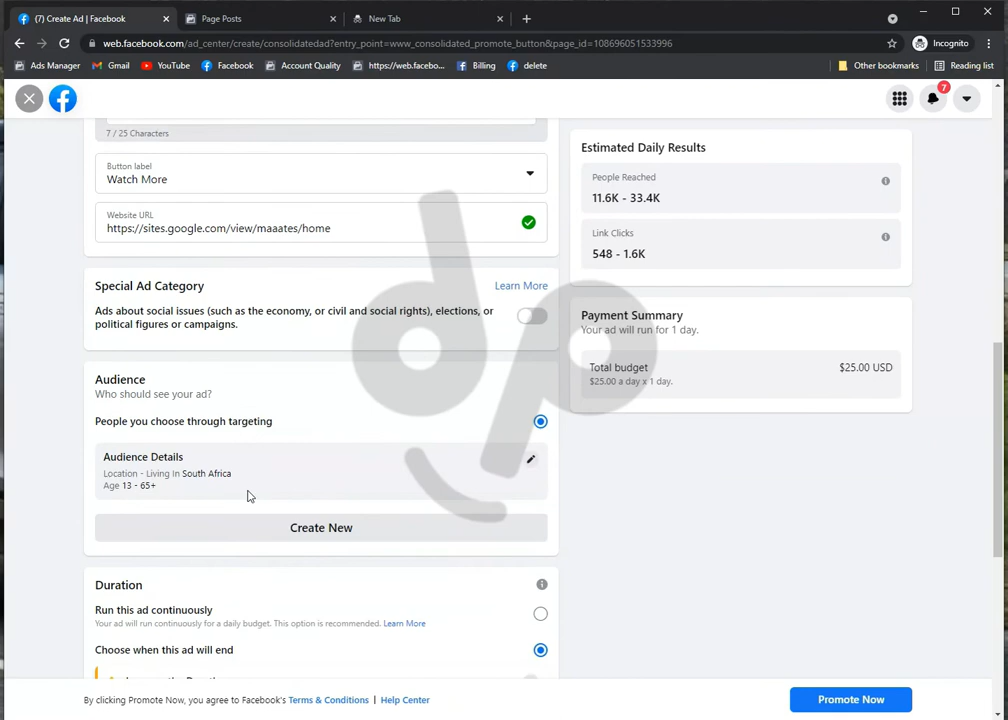 (7) Create Ad | Facebook
Page Posts
New Tab
web.facebook.com/ad_center/create/consolidatedad?entry_point=www_consolidated_promote_button&page_id=108696051533996
Incognito
Ads Manager
Gmail
YouTube
Facebook
Account Quality
https://web.facebo...
Billing
delete
Other bookmarks
Reading list
7
7 / 25 Characters
Button label
Watch More
Website URL
https://sites.google.com/view/maaates/home
Special Ad Category
Learn More
Ads about social issues (such as the economy, or civil and social rights), elections, or
political figures or campaigns.
Audience
Who should see your ad?
People you choose through targeting
Audience Details
Location - Living In South Africa
Age 13 - 65+
Create New
Duration
Run this ad continuously
Your ad will run continuously for a daily budget. This option is recommended. Learn More
Choose when this ad will end
Estimated Daily Results
People Reached
11.6K - 33.4K
Link Clicks
548 - 1.6K
Payment Summary
Your ad will run for 1 day.
Total budget
$25.00 USD
$25.00 a day x 1 day.
By clicking Promote Now, you agree to Facebook's Terms & Conditions | Help Center
Promote Now
dp